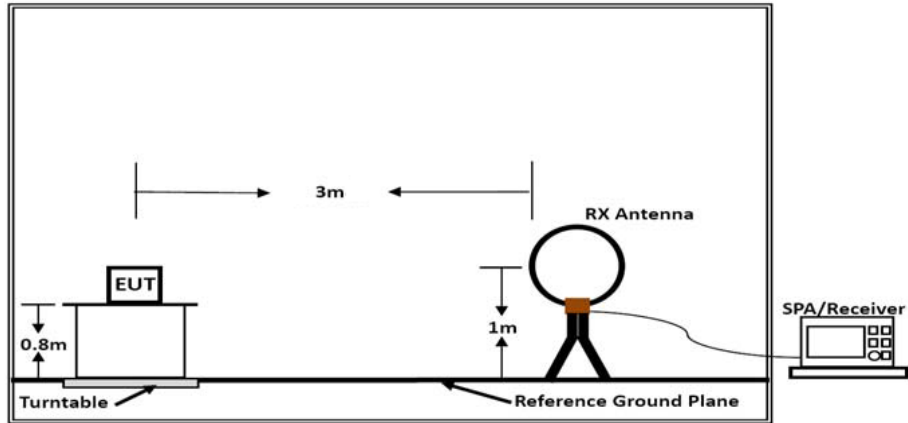 3m
RX Antenna
EUT
SPA/Receiver
0.8m
1m
Turntable
Reference Ground Plane